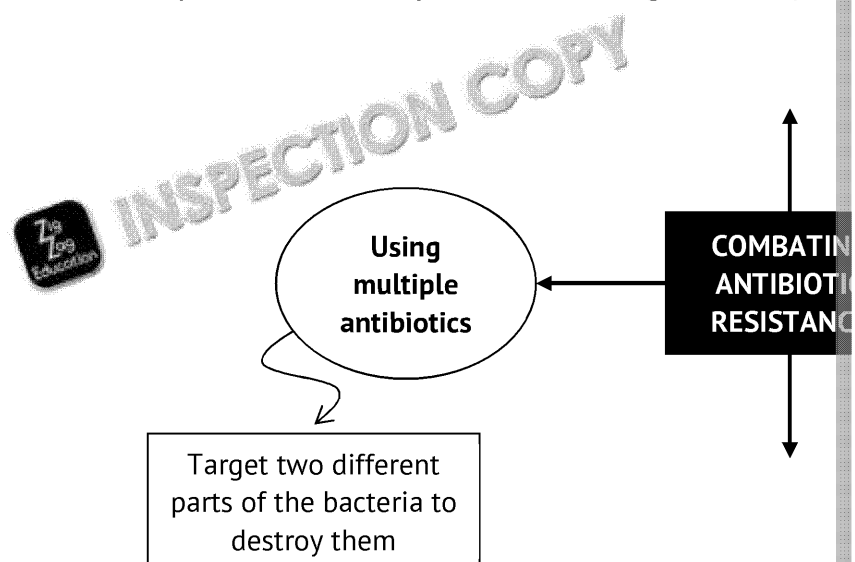 INSPECTION COPY
Zig
Zag
Education
Using
multiple
antibiotics
COMBATIN
ANTIBIOTI
RESISTANC
Target two different
parts of the bacteria to
destroy them